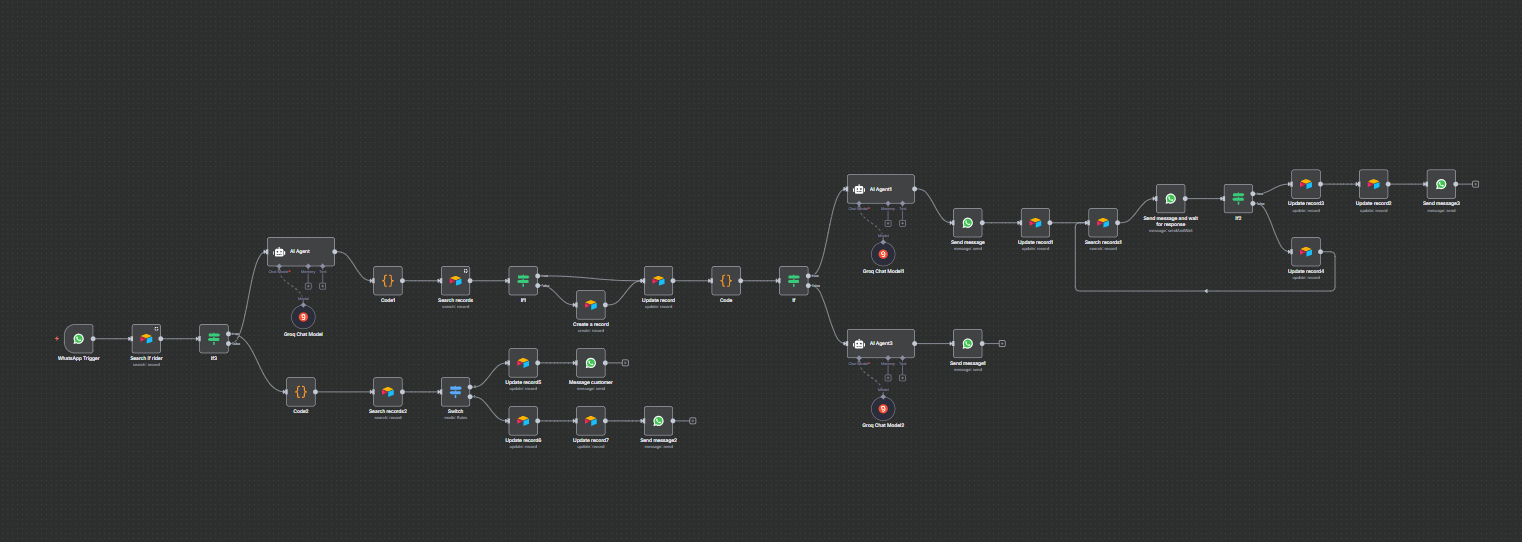 WhatsApp Trigger
Search if rider
search: record
If3
true
false
AI Agent
Chat Model*
Memory
Tool
Model
Groq Chat Model
Code1
Search records
search: record
If1
true
false
Create a record
create: record
Update record
update: record
Code
If
true
false
AI Agent1
Chat Model*
Memory
Tool
Model
Groq Chat Model1
Send message
message: send
Update record1
update: record
Search records1
search: record
Send message and wait
for response
message: sendAndWait
If2
true
false
Update record3
update: record
Update record2
update: record
Send message3
message: send
Update record4
update: record
AI Agent3
Chat Model*
Memory
Tool
Model
Groq Chat Model2
Send message1
message: send
Code2
Search records2
search: record
Switch
mode: Rules
Update record5
update: record
Message customer
message: send
Update record6
update: record
Update record7
update: record
Send message2
message: send